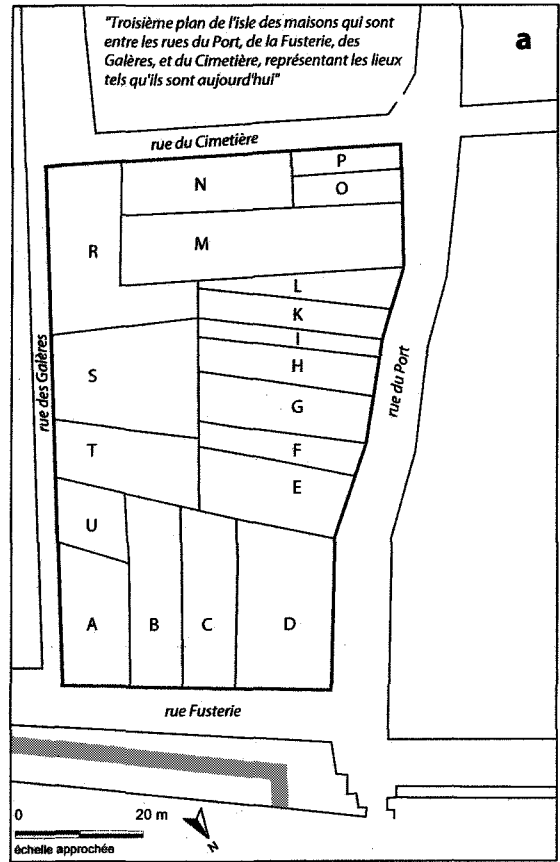 "Troisième plan de l'isle des maisons qui sont
entre les rues du Port, de la Fusterie, des
Galères, et du Cimetière, représentant les lieux
tels qu'ils sont aujourd'hui"
a
rue du Cimetière
P
N
O
R
M
L
K
I
H
rue des Galères
rue du Port
S
G
T
F
E
U
A
B
C
D
rue Fusterie
0 20 m
échelle approchée
N